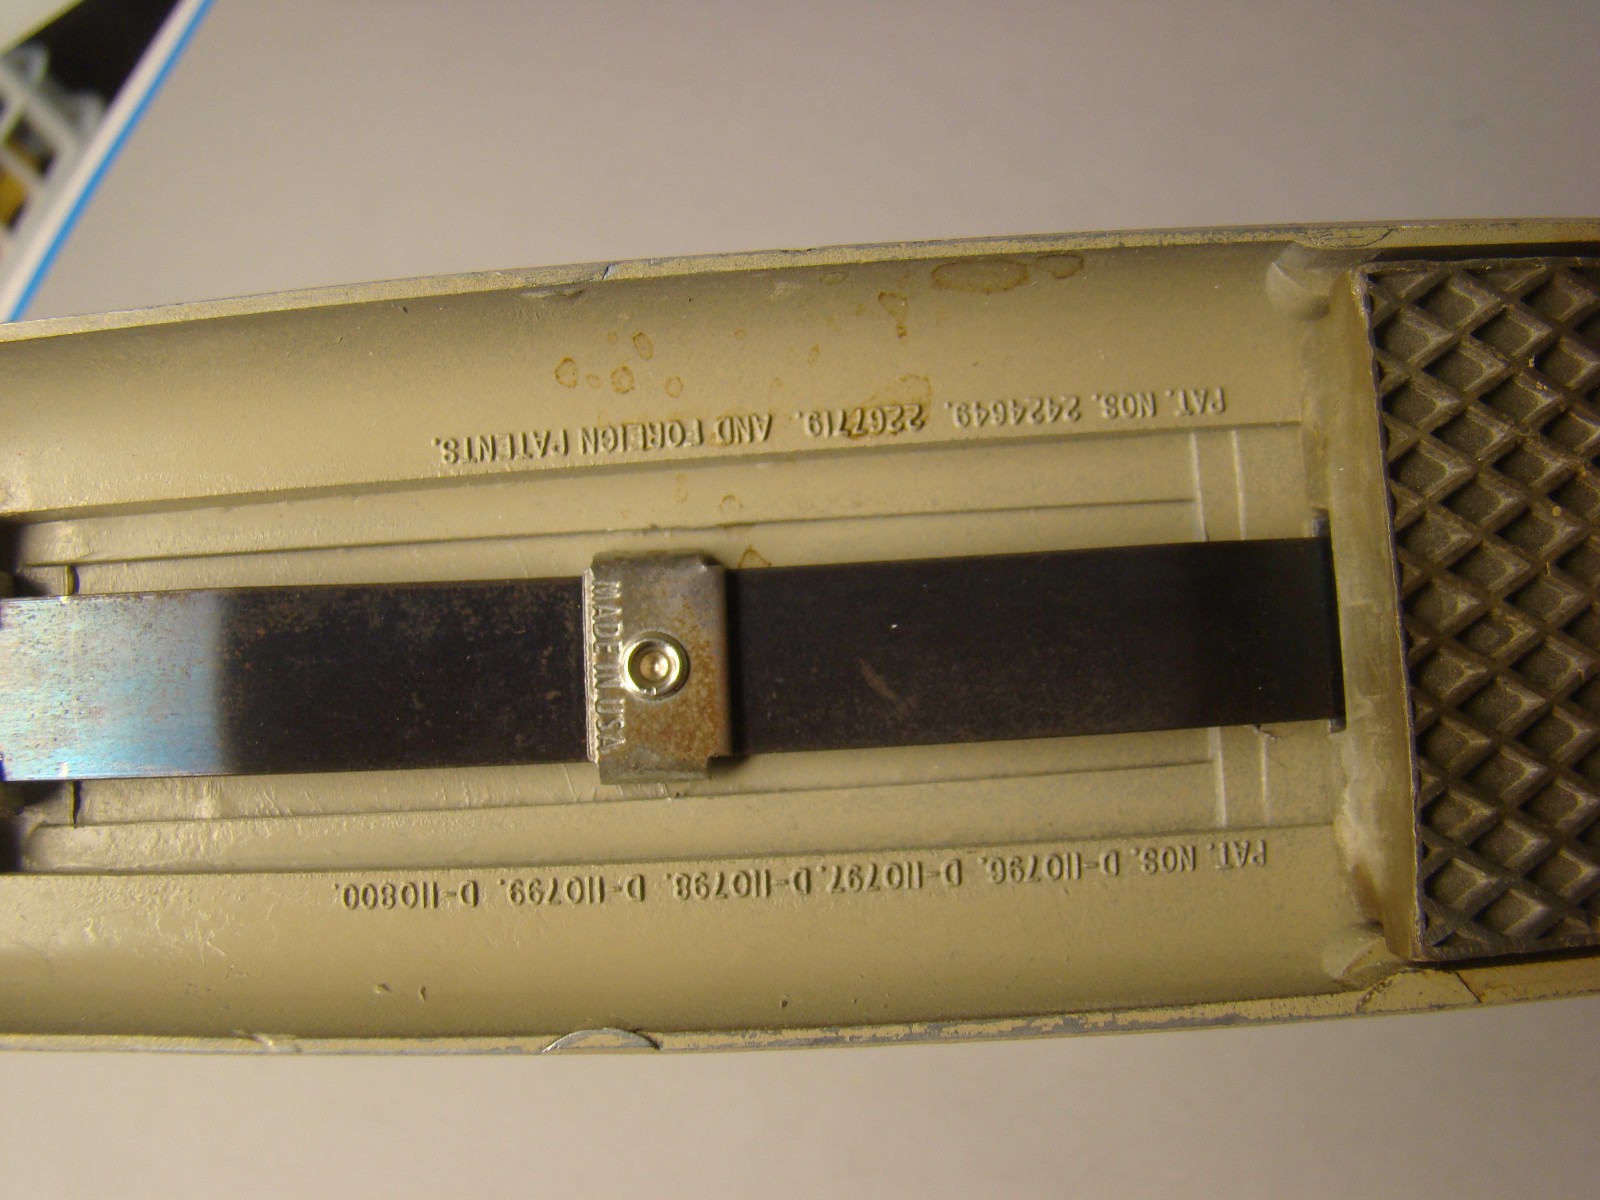 PAT. NOS. D-110796. D-110797. D-110798. D-110799. D-110800.
MADE IN USA
PAT. NOS. 2424649. 2267719. AND FOREIGN PATENTS.